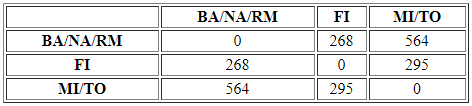 BA/NA/RM FI MI/TO
BA/NA/RM 0 268 564
FI 268 0 295
MI/TO 564 295 0